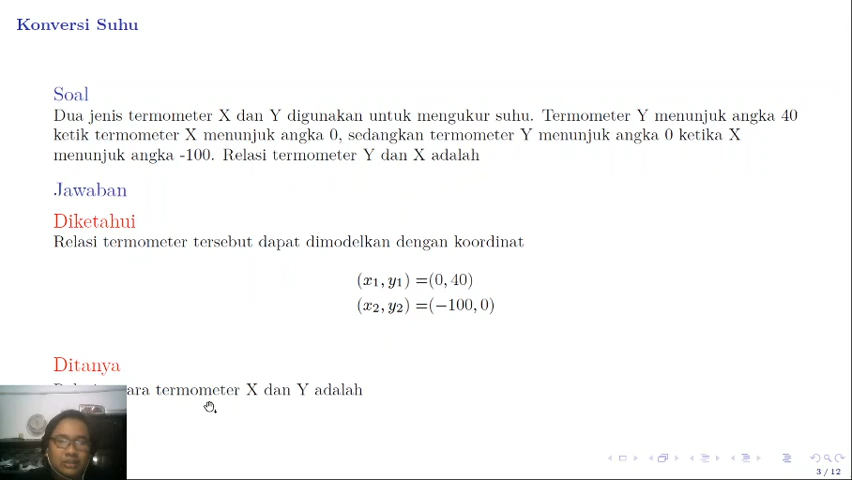 Konversi Suhu
Soal
Dua jenis termometer X dan Y digunakan untuk mengukur suhu. Termometer Y menunjuk angka 40
ketik termometer X menunjuk angka 0, sedangkan termometer Y menunjuk angka 0 ketika X
menunjuk angka -100. Relasi termometer Y dan X adalah
Jawaban
Diketahui
Relasi termometer tersebut dapat dimodelkan dengan koordinat
(x1, y1) =(0, 40)
(x2, y2) =(−100, 0)
Ditanya
termometer X dan Y adalah
3 / 12